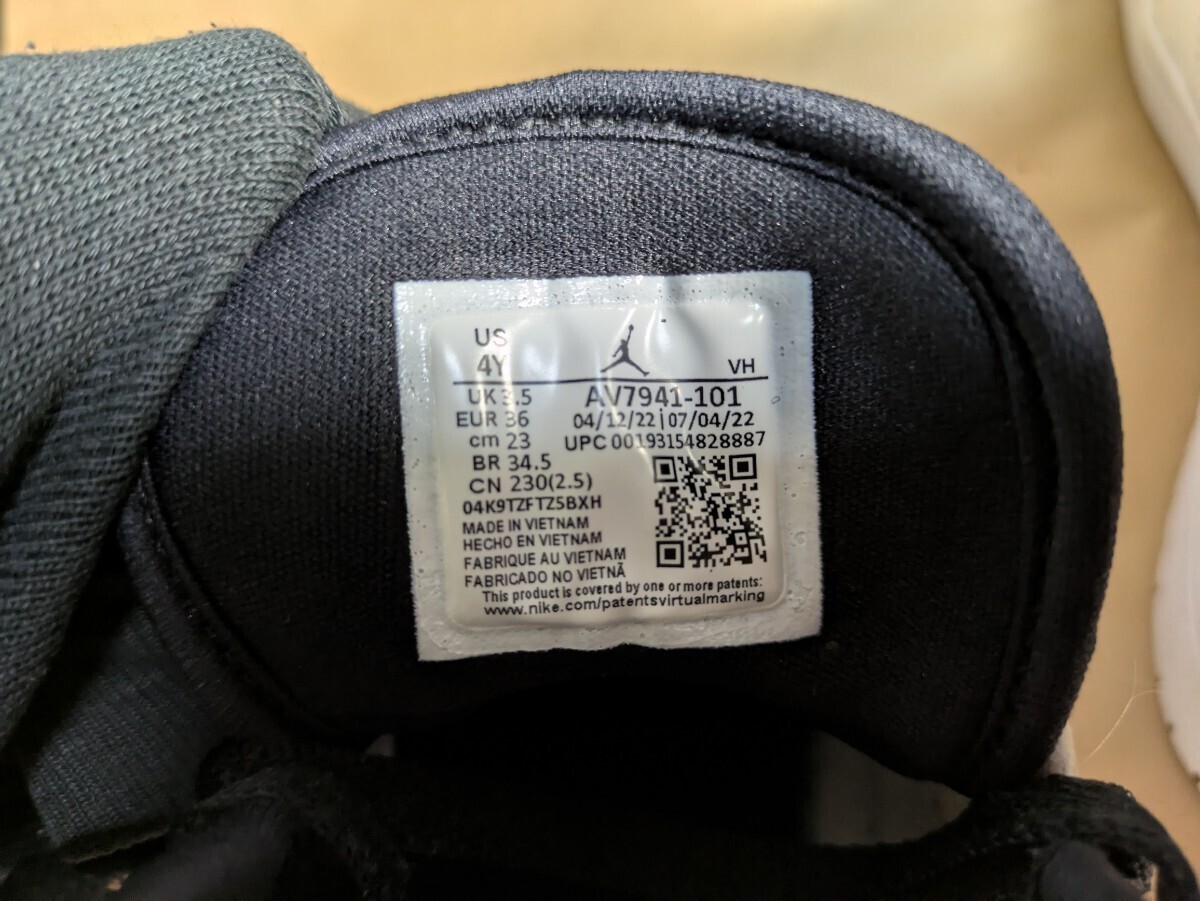 US
4Y VH
UK 3.5 AV7941-101
EUR 36 04/12/22|07/04/22
cm 23 UPC 00193154828887
BR 34.5
CN 230(2.5)
04K9TZFTZ5BXH
MADE IN VIETNAM
HECHO EN VIETNAM
FABRIQUE AU VIETNAM
FABRICADO NO VIETNÃ
This product is covered by one or more patents:
www.nike.com/patentsvirtualmarking